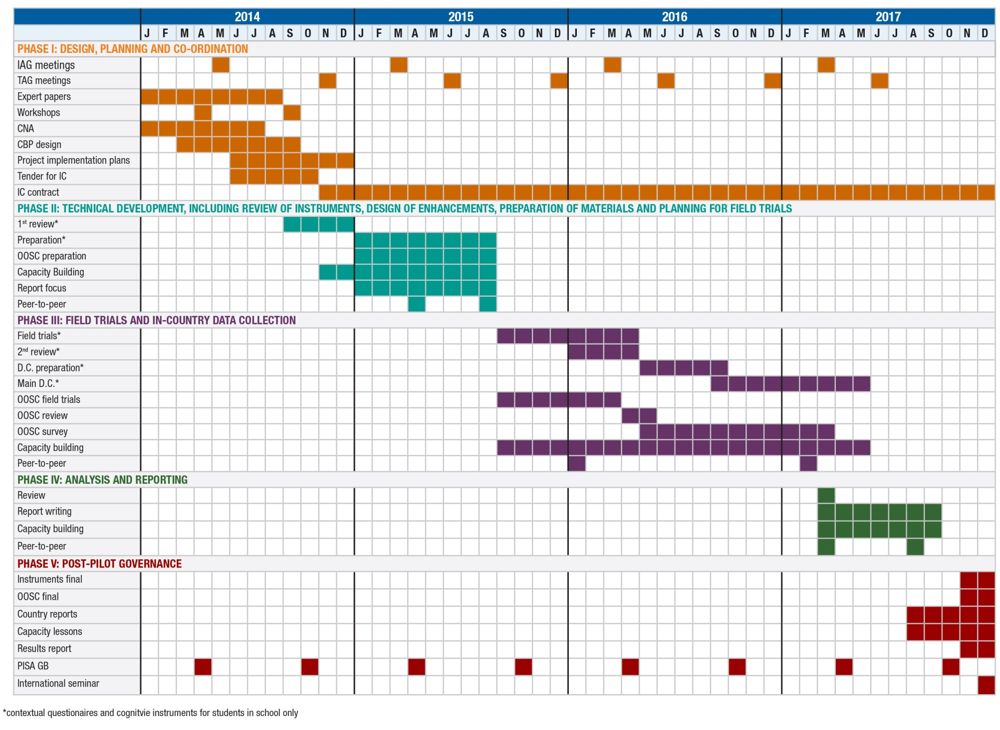 2014 2015 2016 2017
J F M A M J J A S O N D J F M A M J J A S O N D J F M A M J J A S O N D J F M A M J J A S O N D
PHASE I: DESIGN, PLANNING AND CO-ORDINATION
IAG meetings
TAG meetings
Expert papers
Workshops
CNA
CBP design
Project implementation plans
Tender for IC
IC contract
PHASE II: TECHNICAL DEVELOPMENT, INCLUDING REVIEW OF INSTRUMENTS, DESIGN OF ENHANCEMENTS, PREPARATION OF MATERIALS AND PLANNING FOR FIELD TRIALS
1st review*
Preparation*
OOSC preparation
Capacity Building
Report focus
Peer-to-peer
PHASE III: FIELD TRIALS AND IN-COUNTRY DATA COLLECTION
Field trials*
2nd review*
D.C. preparation*
Main D.C.*
OOSC field trials
OOSC review
OOSC survey
Capacity building
Peer-to-peer
PHASE IV: ANALYSIS AND REPORTING
Review
Report writing
Capacity building
Peer-to-peer
PHASE V: POST-PILOT GOVERNANCE
Instruments final
OOSC final
Country reports
Capacity lessons
Results report
PISA GB
International seminar
*contextual questionaires and cognitvie instruments for students in school only